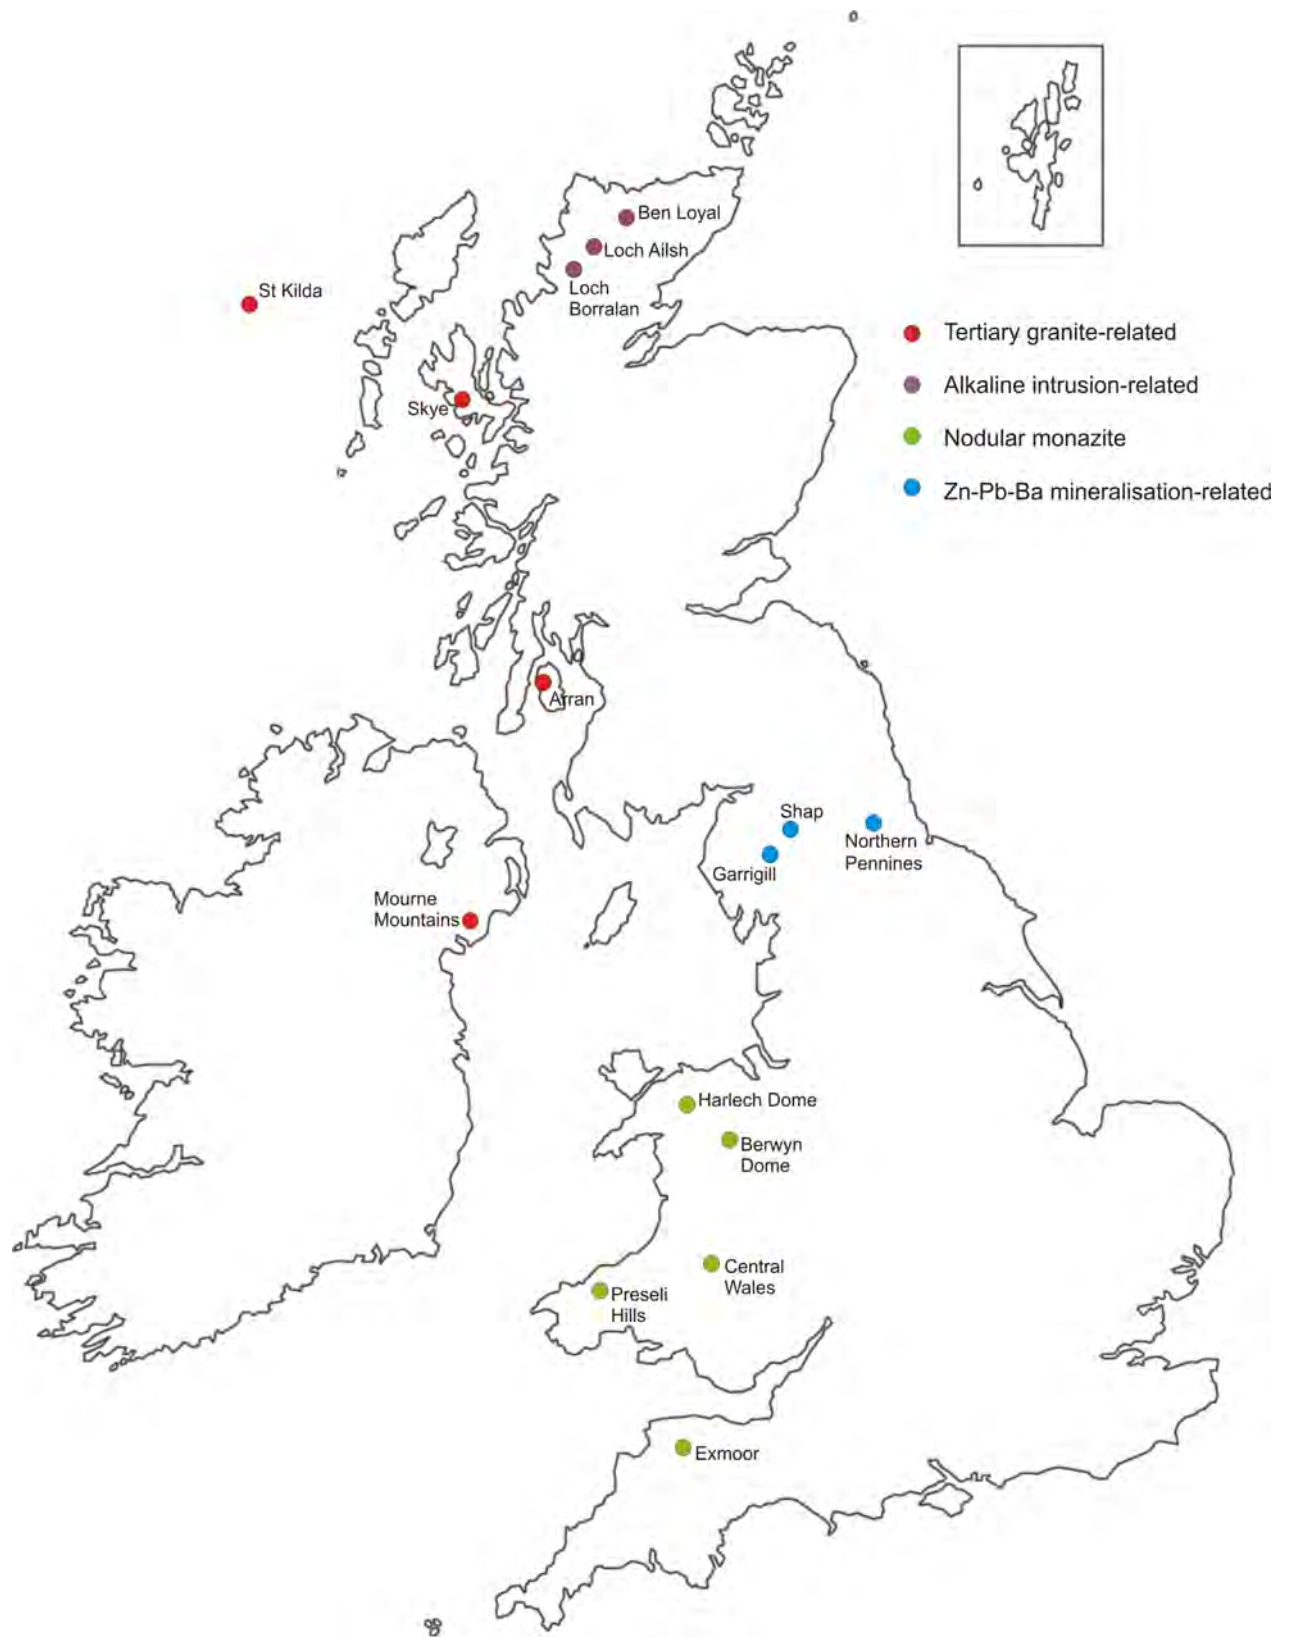 Ben Loyal
Loch Ailsh
St Kilda
Loch
Borralan
Tertiary granite-related
Alkaline intrusion-related
Skye
Nodular monazite
Zn-Pb-Ba mineralisation-related
Arran
Shap
Northern
Pennines
Garrigill
Mourne
Mountains
Harlech Dome
Berwyn
Dome
Central
Wales
Preseli
Hills
Exmoor